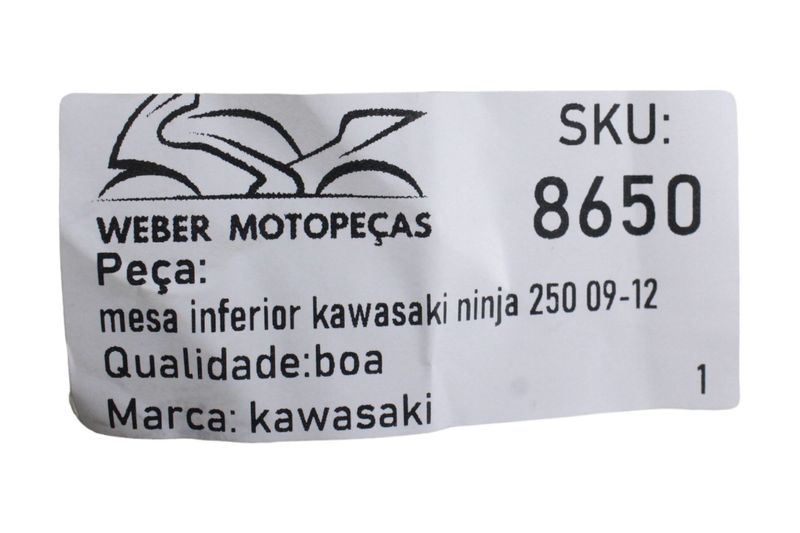 WEBER MOTOPEÇAS
SKU:
8650
Peça:
mesa inferior kawasaki ninja 250 09-12
Qualidade:boa
Marca: kawasaki
1